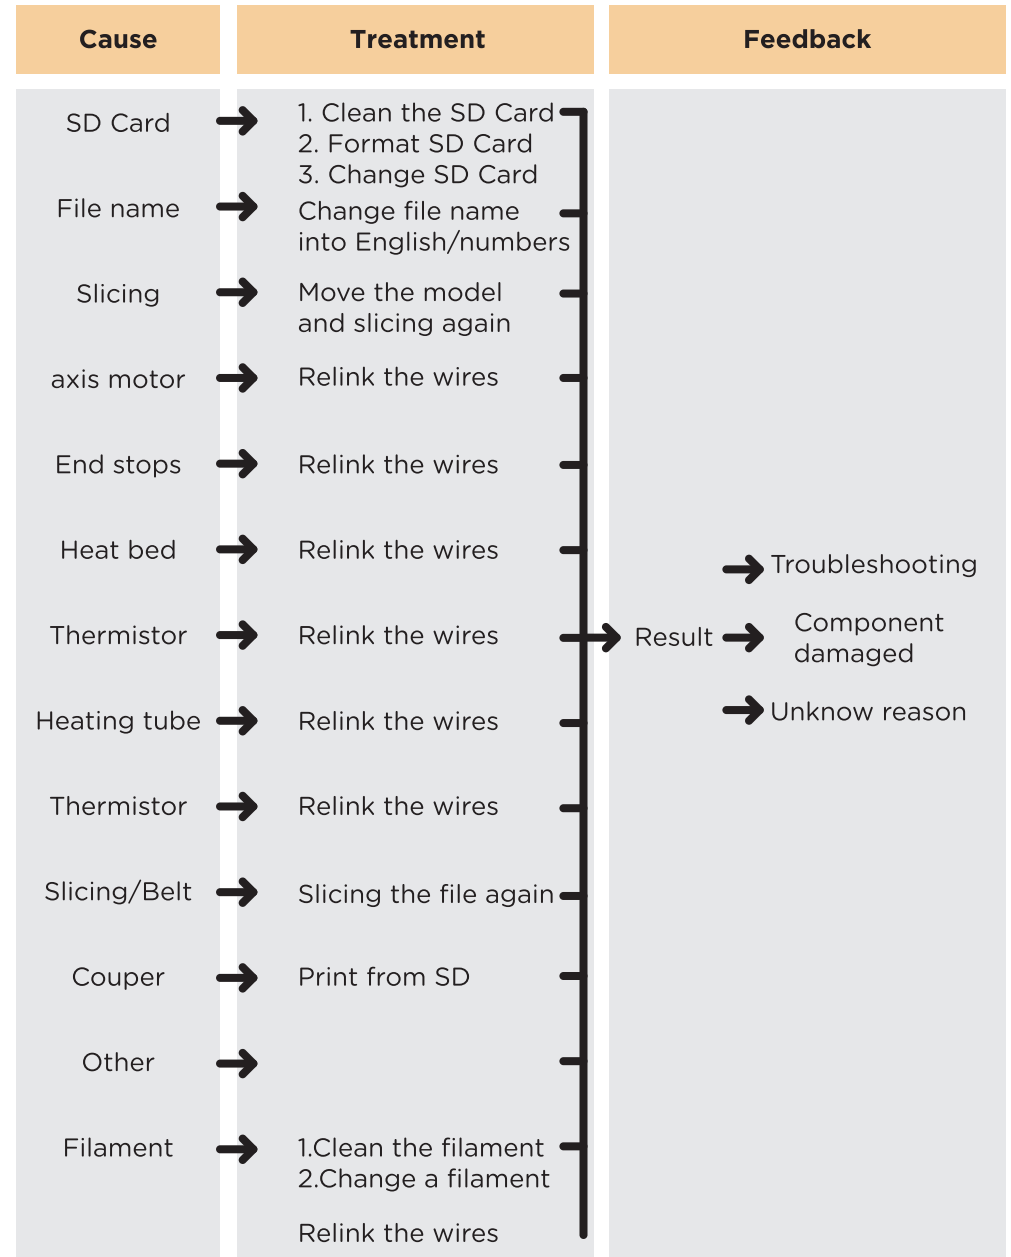 Cause
Treatment
Feedback
SD Card
1. Clean the SD Card
2. Format SD Card
3. Change SD Card
File name
Change file name
into English/numbers
Slicing
Move the model
and slicing again
axis motor
Relink the wires
End stops
Relink the wires
Heat bed
Relink the wires
Thermistor
Relink the wires
Heating tube
Relink the wires
Thermistor
Relink the wires
Slicing/Belt
Slicing the file again
Couper
Print from SD
Other
Filament
1.Clean the filament
2.Change a filament
Relink the wires
Result
Troubleshooting
Component
damaged
Unknow reason